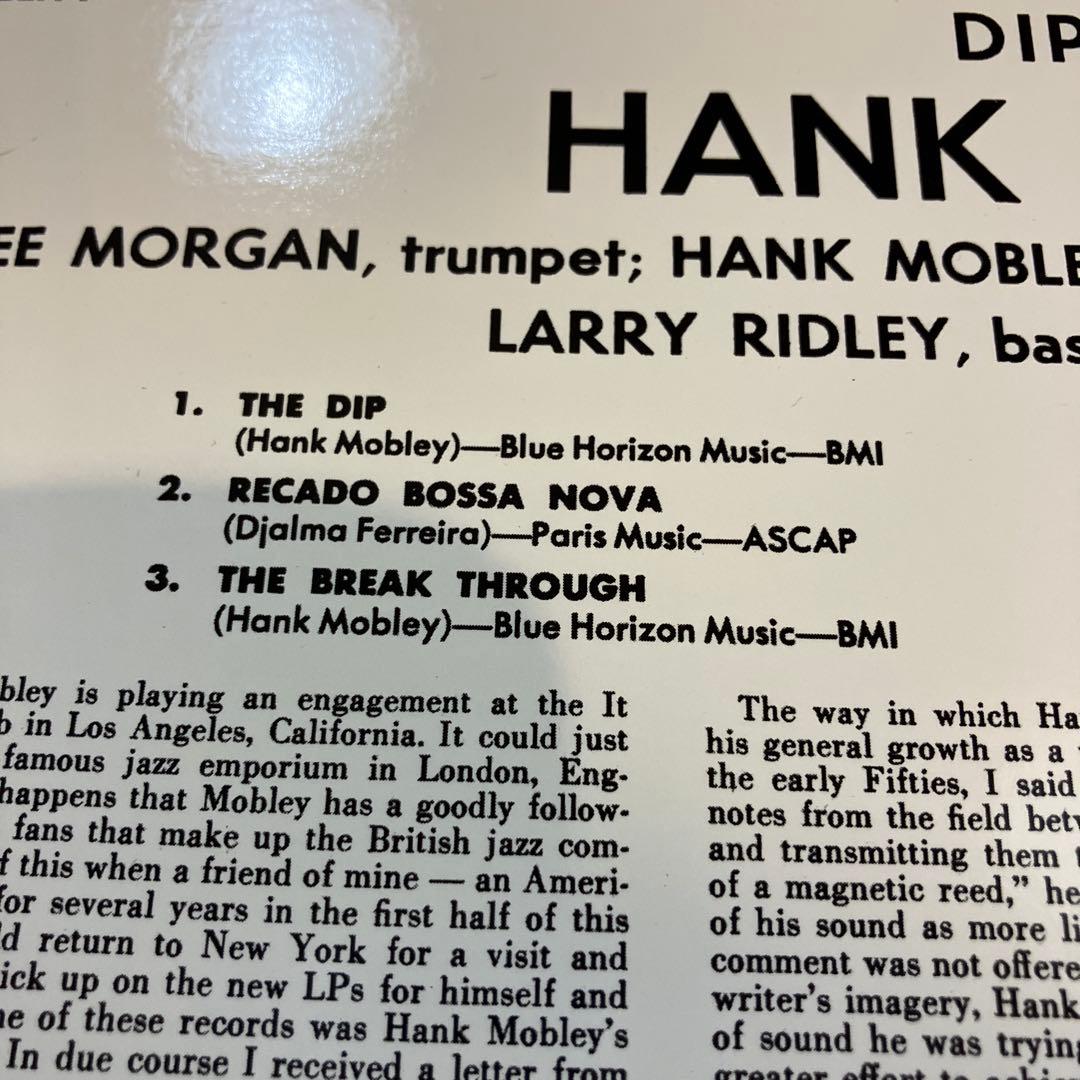 DIP
HANK
EE MORGAN, trumpet; HANK MOBLE
LARRY RIDLEY, bas
1. THE DIP
(Hank Mobley)—Blue Horizon Music—BMI
2. RECADO BOSSA NOVA
(Djalma Ferreira)—Paris Music—ASCAP
3. THE BREAK THROUGH
(Hank Mobley)—Blue Horizon Music—BMI
bley is playing an engagement at the It
b in Los Angeles, California. It could just
famous jazz emporium in London, Eng-
happens that Mobley has a goodly follow-
fans that make up the British jazz com-
f this when a friend of mine — an Ameri-
for several years in the first half of this
d return to New York for a visit and
ick up on the new LPs for himself and
ne of these records was Hank Mobley's
In due course I received a letter from
The way in which Ha
his general growth as a
the early Fifties, I said
notes from the field betw
and transmitting them
of a magnetic reed,” he
of his sound as more li
comment was not offere
writer's imagery, Hank
of sound he was trying
greater effort to achi